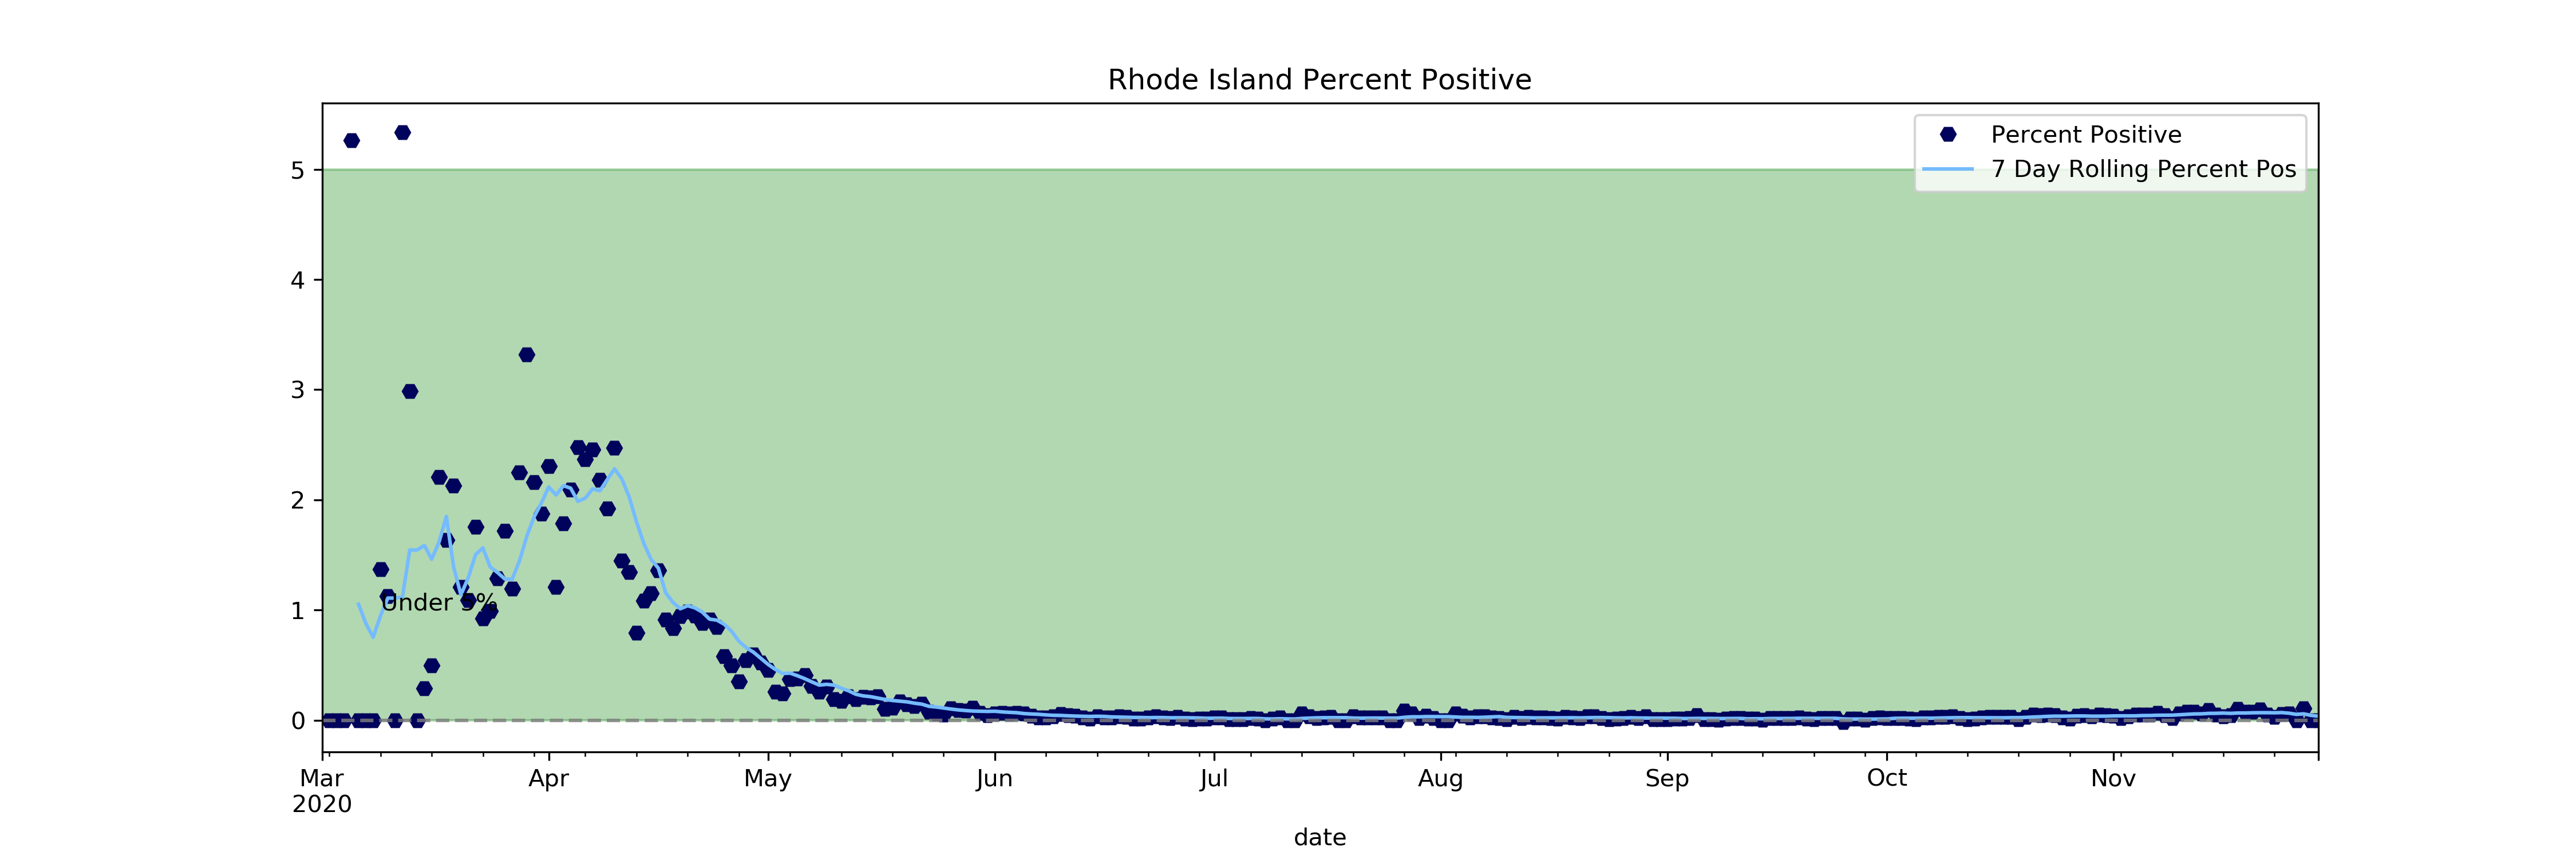 Rhode Island Percent Positive
Percent Positive
7 Day Rolling Percent Pos
5
4
3
2
1
0
Under 5%
Mar
2020
Apr
May
Jun
Jul
Aug
Sep
Oct
Nov
date